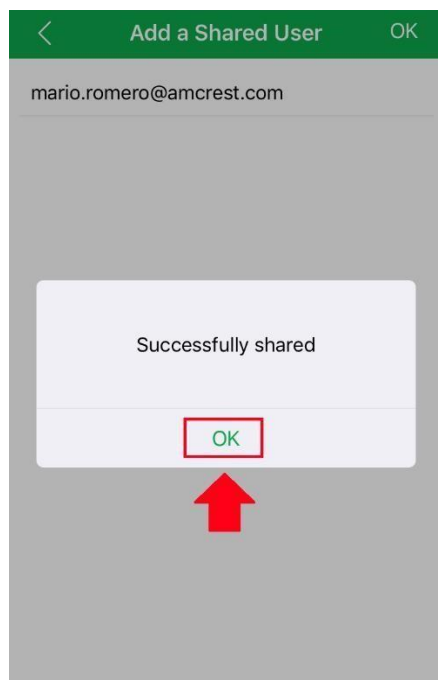 Add a Shared User OK
mario.romero@amcrest.com
Successfully shared
OK